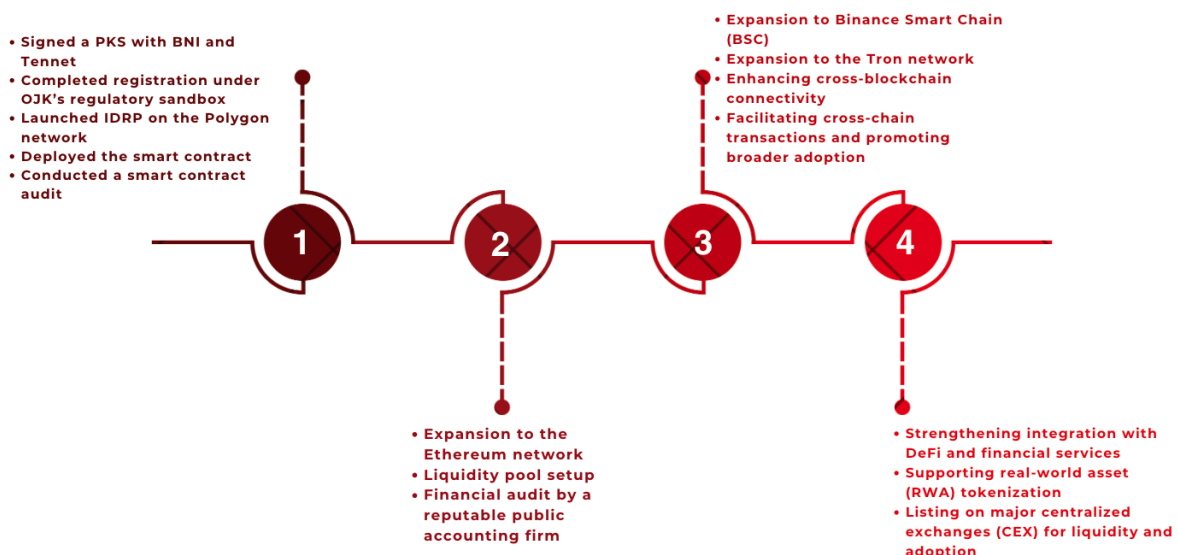 • Signed a PKS with BNI and
Tennet
• Completed registration under
OJK's regulatory sandbox
• Launched IDRP on the Polygon
network
• Deployed the smart contract
• Conducted a smart contract
audit
• Expansion to Binance Smart Chain
(BSC)
• Expansion to the Tron network
• Enhancing cross-blockchain
connectivity
• Facilitating cross-chain
transactions and promoting
broader adoption
1
2
3
4
• Expansion to the
Ethereum network
• Liquidity pool setup
• Financial audit by a
reputable public
accounting firm
• Strengthening integration with
DeFi and financial services
• Supporting real-world asset
(RWA) tokenization
• Listing on major centralized
exchanges (CEX) for liquidity and
adoption